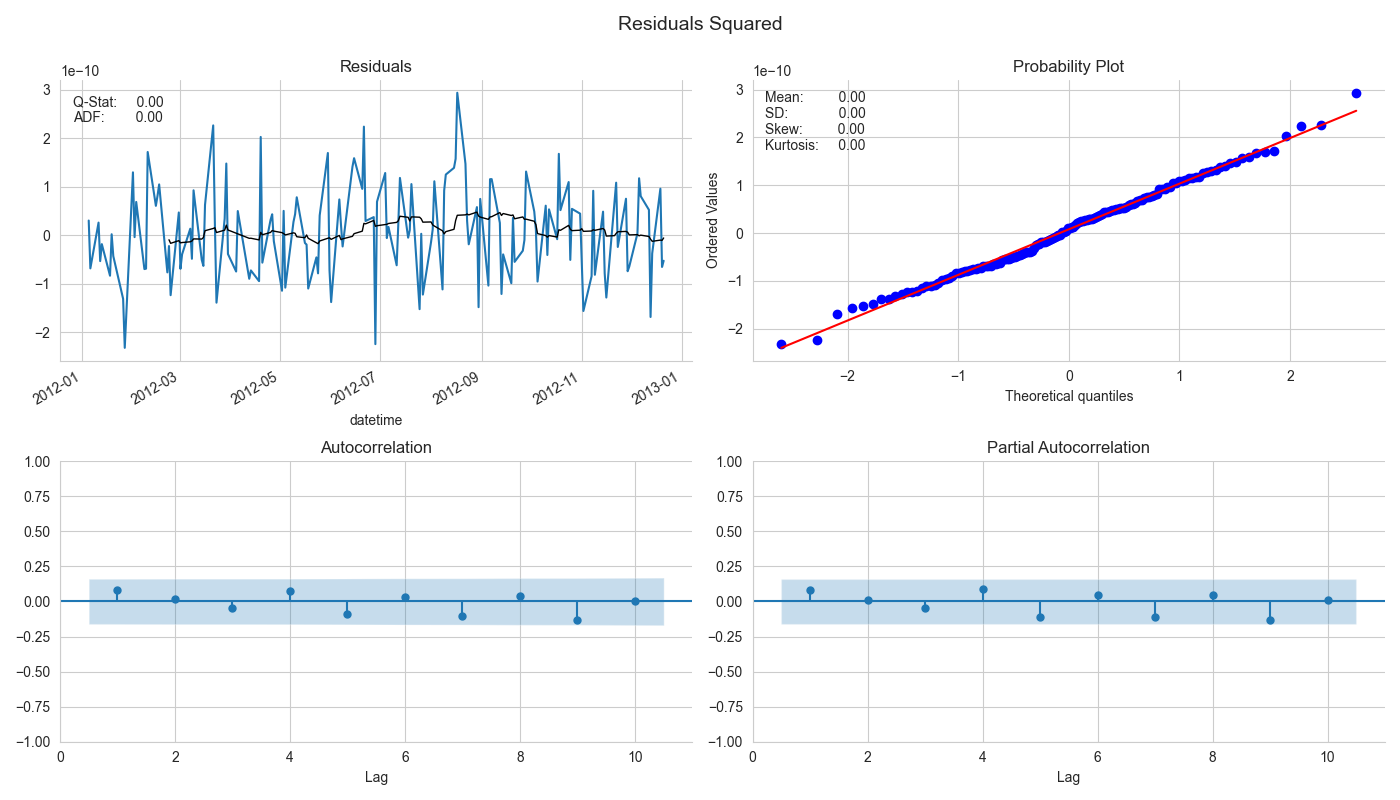 Residuals Squared
Residuals
1e−10
Q-Stat: 0.00
ADF: 0.00
3
2
1
0
−1
−2
2012-01 2012-03 2012-05 2012-07 2012-09 2012-11 2013-01
datetime
Probability Plot
1e−10
Mean: 0.00
SD: 0.00
Skew: 0.00
Kurtosis: 0.00
3
2
1
0
−1
−2
Ordered Values
−2 −1 0 1 2
Theoretical quantiles
Autocorrelation
1.00
0.75
0.50
0.25
0.00
−0.25
−0.50
−0.75
−1.00
0 2 4 6 8 10
Lag
Partial Autocorrelation
1.00
0.75
0.50
0.25
0.00
−0.25
−0.50
−0.75
−1.00
0 2 4 6 8 10
Lag